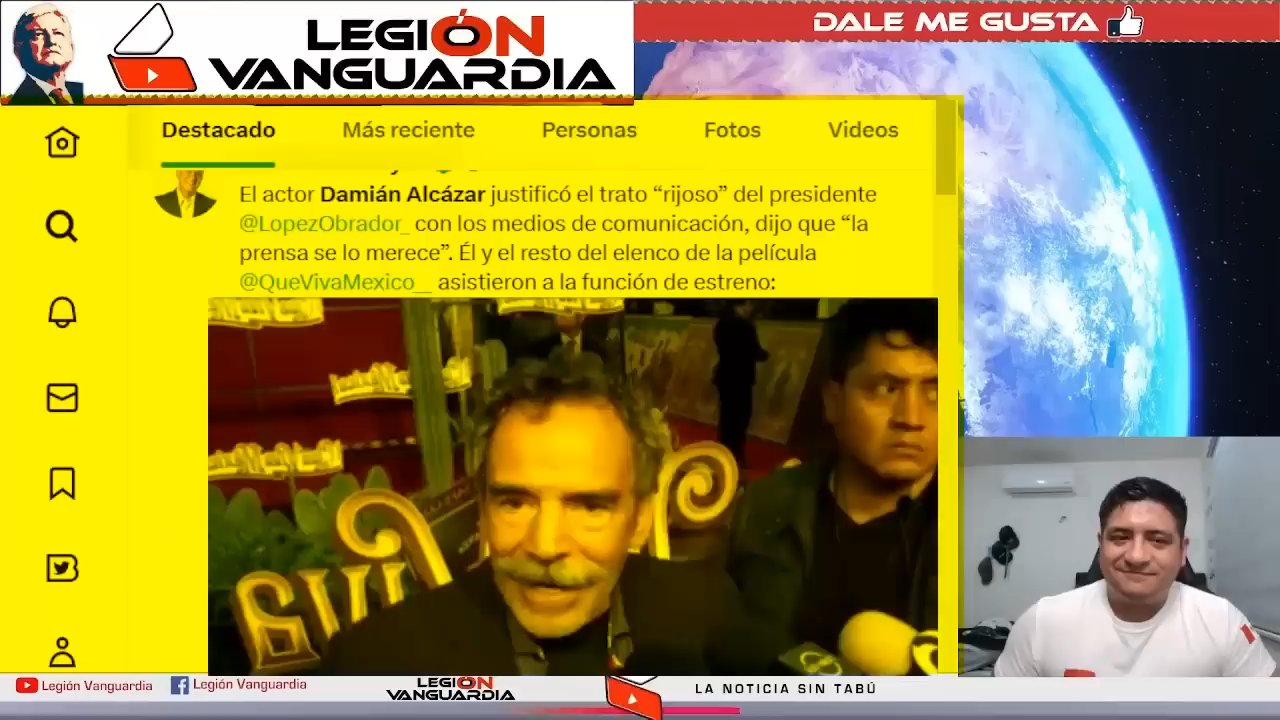 LEGIÓN
VANGUARDIA
DALE ME GUSTA
Destacado
Más reciente
Personas
Fotos
Videos
El actor Damián Alcázar justificó el trato “rijoso” del presidente
@LopezObrador_ con los medios de comunicación, dijo que “la
prensa se lo merece”. Él y el resto del elenco de la película
@QueVivaMexico__ asistieron a la función de estreno:
Legión Vanguardia
Legión Vanguardia
LEGIÓN
VANGUARDIA
LA NOTICIA SIN TABÚ